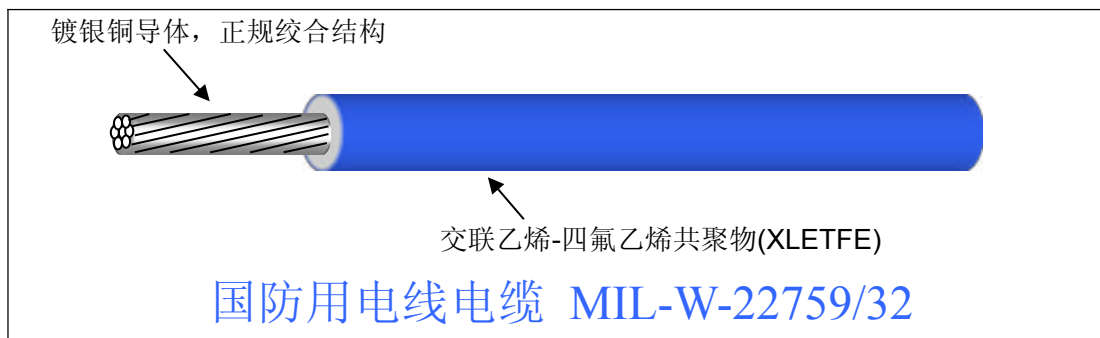 镀银铜导体，正规绞合结构
交联乙烯-四氟乙烯共聚物(XLETFE)
国防用电线电缆 MIL-W-22759/32